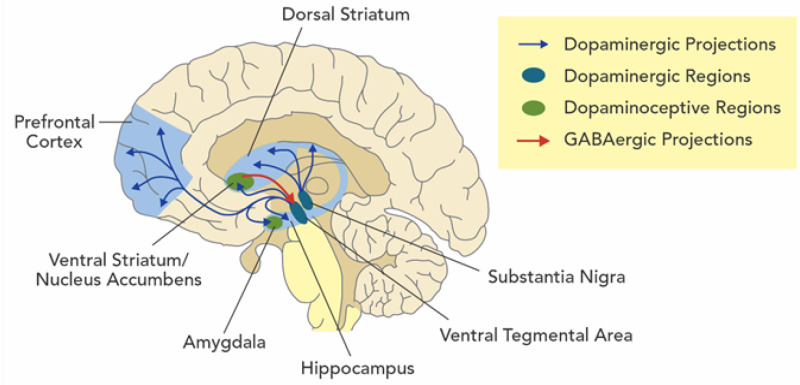 Dorsal Striatum
Prefrontal
Cortex
Ventral Striatum/
Nucleus Accumbens
Amygdala
Hippocampus
Ventral Tegmental Area
Substantia Nigra
Dopaminergic Projections
Dopaminergic Regions
Dopaminoceptive Regions
GABAergic Projections